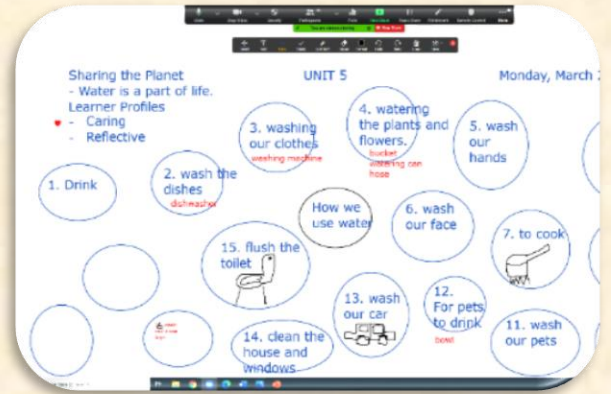 Sharing the Planet
- Water is a part of life.
Learner Profiles
- Caring
- Reflective
UNIT 5
Monday, March
1. Drink
2. wash the
dishes
dishwasher
3. washing
our clothes
washing machine
4. watering
the plants and
flowers.
bucket
watering can
hose
5. wash
our
hands
How we
use water
6. wash
our face
7. to cook
15. flush the
toilet
13. wash
our car
12.
For pets
to drink
bowl
11. wash
our pets
14. clean the
house and
windows